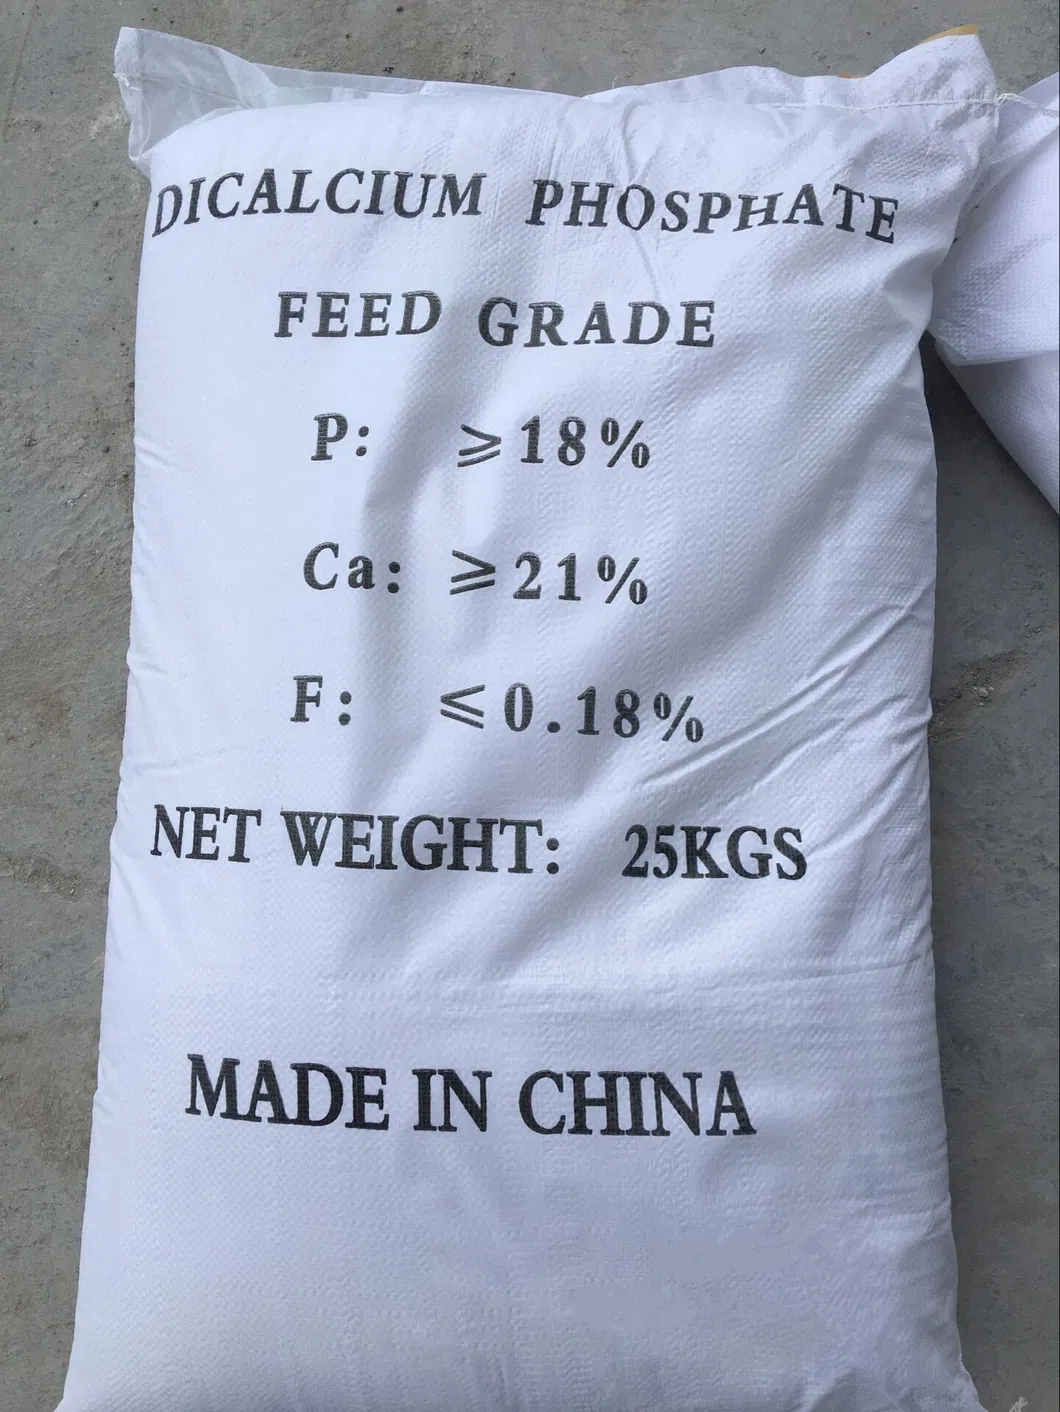 DICALCIUM PHOSPHATE
FEED GRADE
P: ⩾18%
Ca: ⩾21%
F: ⩽0.18%
NET WEIGHT: 25KGS
MADE IN CHINA